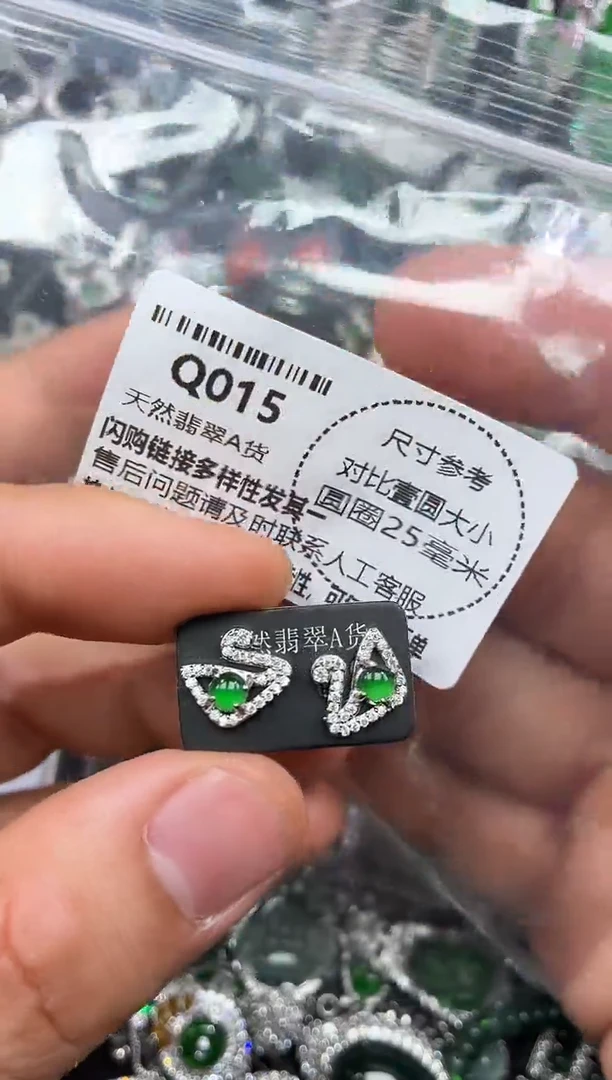 Q015
天然翡翠A货
闪购链接多样性发其一
售后问题请及时联系人工客服
性,
尺寸参考
对比壹圆大小
圆圈25毫米
然翡翠A货